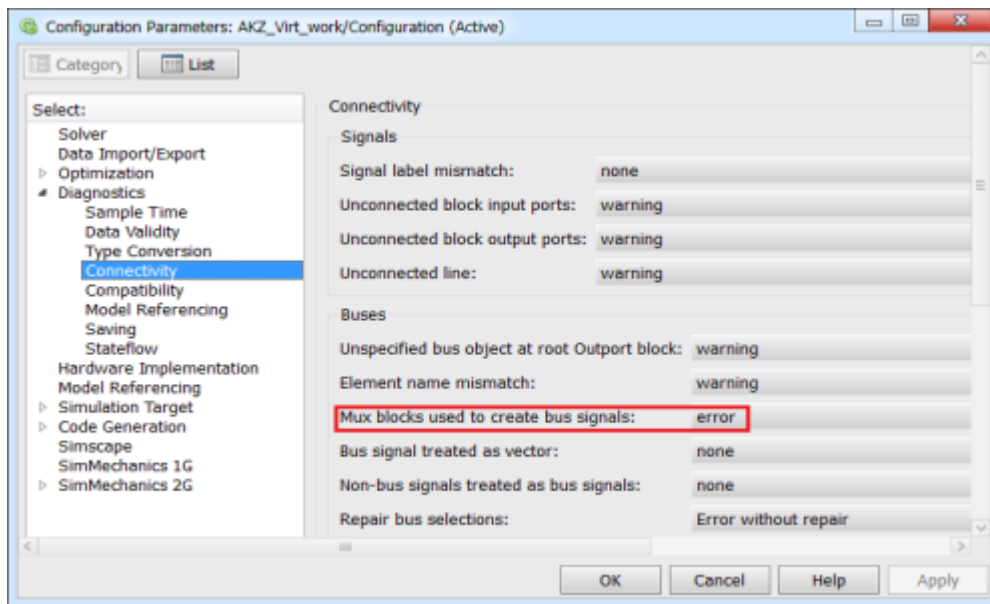 Configuration Parameters: AKZ_Virt_work/Configuration (Active)
Category
List
Select:
Solver
Data Import/Export
Optimization
Diagnostics
Sample Time
Data Validity
Type Conversion
Connectivity
Compatibility
Model Referencing
Saving
Stateflow
Hardware Implementation
Model Referencing
Simulation Target
Code Generation
Simscape
SimMechanics 1G
SimMechanics 2G
Connectivity
Signals
Signal label mismatch: none
Unconnected block input ports: warning
Unconnected block output ports: warning
Unconnected line: warning
Buses
Unspecified bus object at root Outport block: warning
Element name mismatch: warning
Mux blocks used to create bus signals: error
Bus signal treated as vector: none
Non-bus signals treated as bus signals: none
Repair bus selections: Error without repair
OK Cancel Help Apply